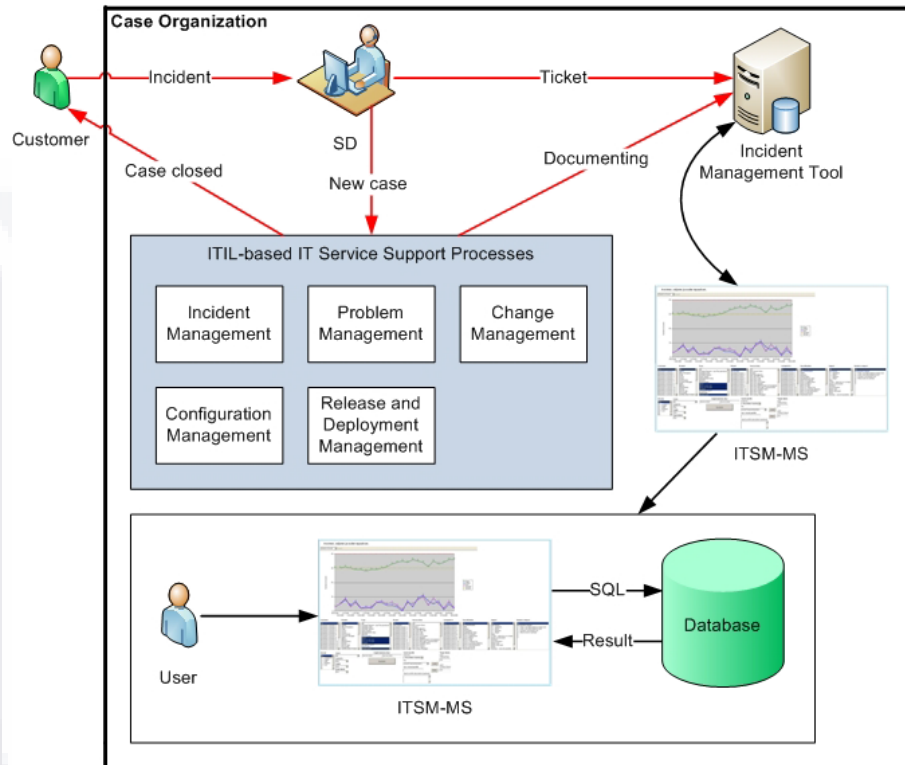 Case Organization
Incident
Ticket
Customer
SD
Incident
Management Tool
Case closed
New case
Documenting
ITIL-based IT Service Support Processes
Incident
Management
Problem
Management
Change
Management
Configuration
Management
Release and
Deployment
Management
ITSM-MS
SQL
Database
Result
User
ITSM-MS